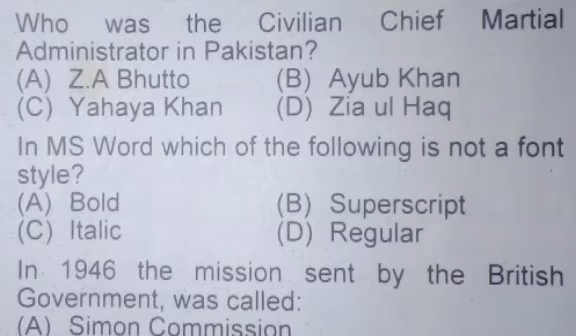 Who was the Civilian Chief Martial
Administrator in Pakistan?
(A) Z.A Bhutto (B) Ayub Khan
(C) Yahaya Khan (D) Zia ul Haq
In MS Word which of the following is not a font
style?
(A) Bold (B) Superscript
(C) Italic (D) Regular
In 1946 the mission sent by the British
Government, was called:
(A) Simon Commission